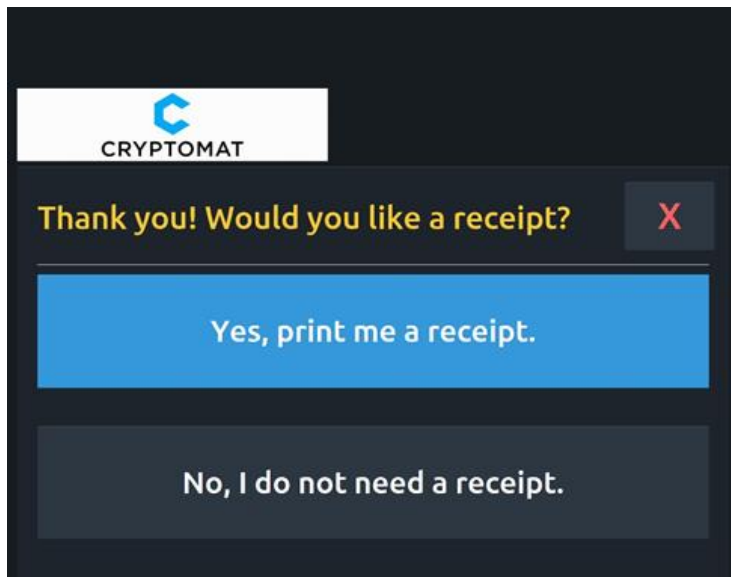 CRYPTOMAT
Thank you! Would you like a receipt?
X
Yes, print me a receipt.
No, I do not need a receipt.